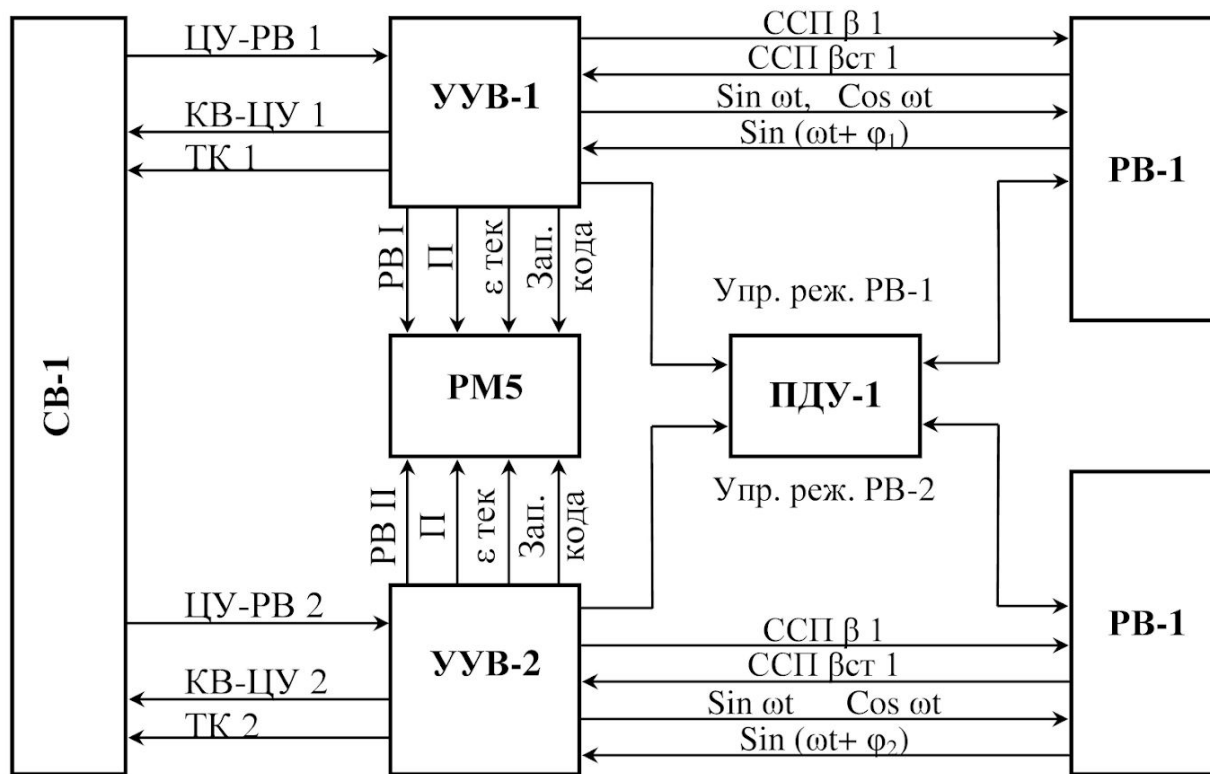 ЦУ-РВ 1
КВ-ЦУ 1
ТК 1
УУВ-1
ССП β 1
ССП βст 1
Sin ωt, Cos ωt
Sin (ωt+ φ₁)
РВ-1
РВ I
П
ε тек
Зап.
кода
Упр. реж. РВ-1
СВ-1
РМ5
ПДУ-1
Упр. реж. РВ-2
РВ II
П
ε тек
Зап.
кода
ЦУ-РВ 2
КВ-ЦУ 2
ТК 2
УУВ-2
ССП β 1
ССП βст 1
Sin ωt Cos ωt
Sin (ωt+ φ₂)
РВ-1